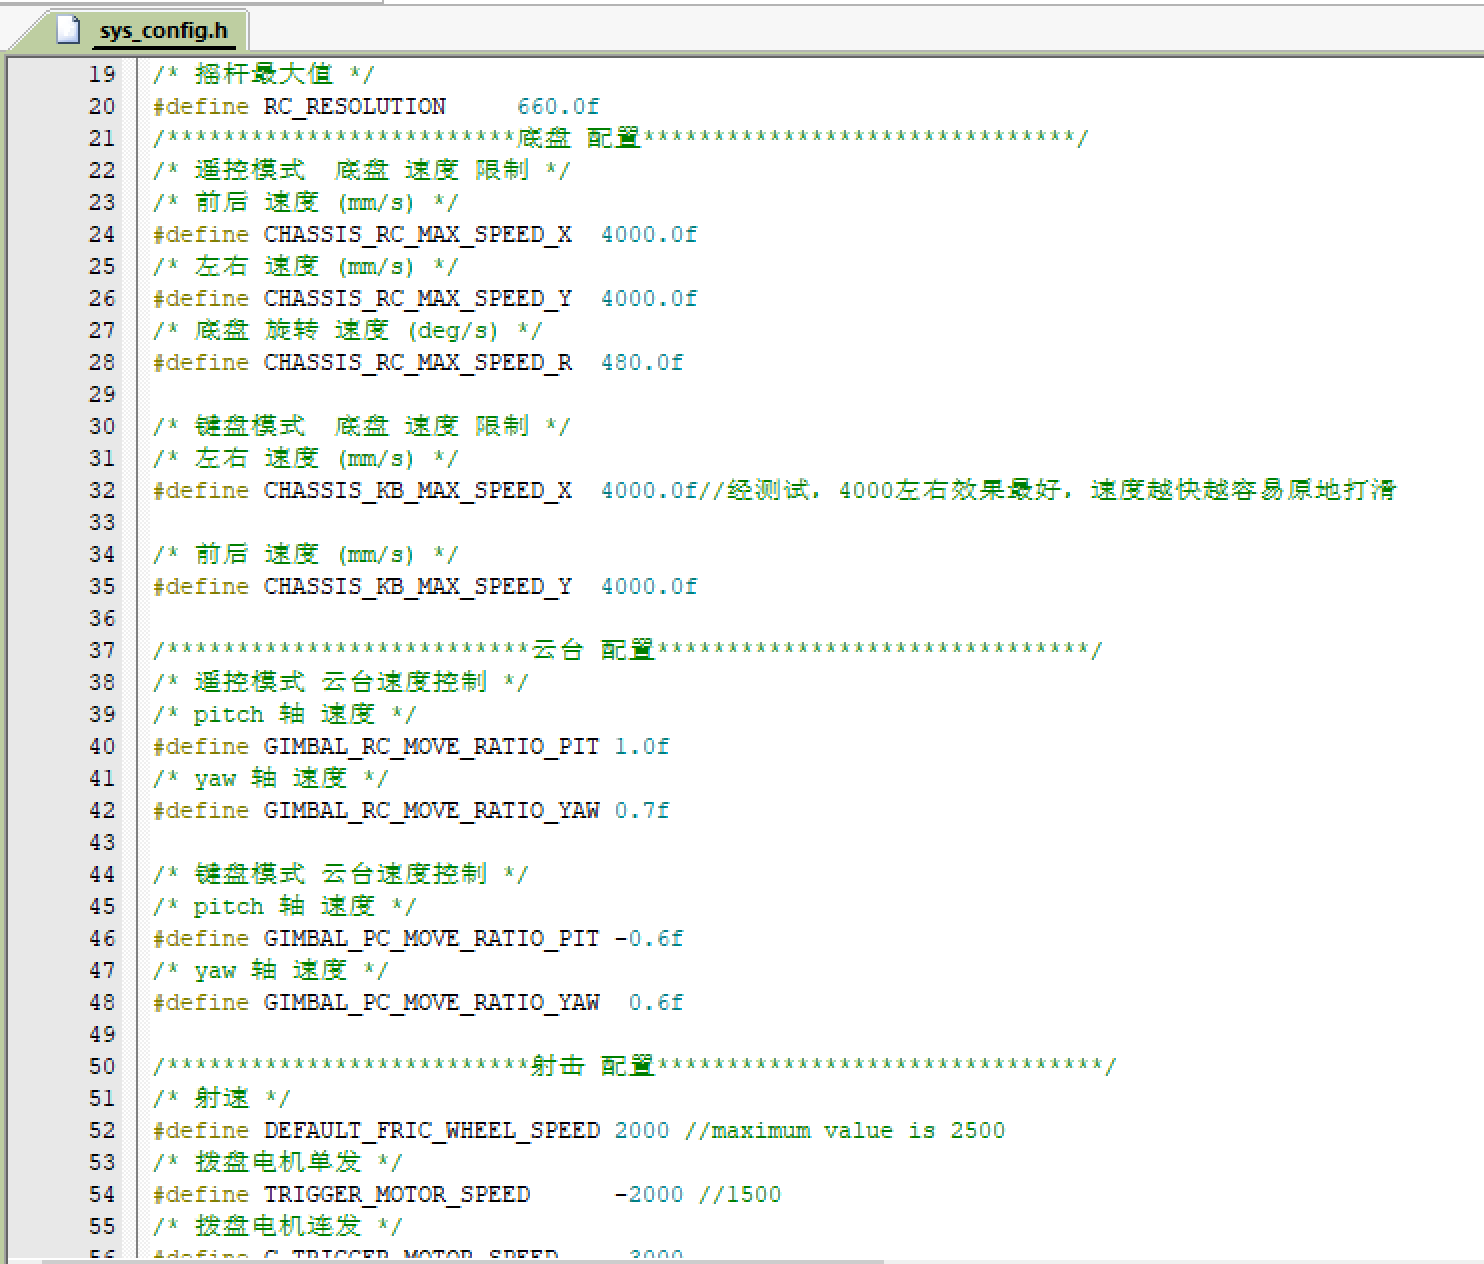 sys_config.h
19 /* 摇杆最大值 */
20 #define RC_RESOLUTION     660.0f
21 /*************************底盘 配置*******************************/
22 /* 遥控模式  底盘 速度 限制 */
23 /* 前后 速度 (mm/s) */
24 #define CHASSIS_RC_MAX_SPEED_X  4000.0f
25 /* 左右 速度 (mm/s) */
26 #define CHASSIS_RC_MAX_SPEED_Y  4000.0f
27 /* 底盘 旋转 速度 (deg/s) */
28 #define CHASSIS_RC_MAX_SPEED_R  480.0f
29
30 /* 键盘模式  底盘 速度 限制 */
31 /* 左右 速度 (mm/s) */
32 #define CHASSIS_KB_MAX_SPEED_X  4000.0f//经测试，4000左右效果最好，速度越快越容易原地打滑
33
34 /* 前后 速度 (mm/s) */
35 #define CHASSIS_KB_MAX_SPEED_Y  4000.0f
36
37 /**************************云台 配置*******************************/
38 /* 遥控模式 云台速度控制 */
39 /* pitch 轴 速度 */
40 #define GIMBAL_RC_MOVE_RATIO_PIT 1.0f
41 /* yaw 轴 速度 */
42 #define GIMBAL_RC_MOVE_RATIO_YAW 0.7f
43
44 /* 键盘模式 云台速度控制 */
45 /* pitch 轴 速度 */
46 #define GIMBAL_PC_MOVE_RATIO_PIT -0.6f
47 /* yaw 轴 速度 */
48 #define GIMBAL_PC_MOVE_RATIO_YAW  0.6f
49
50 /**************************射击 配置********************************/
51 /* 射速 */
52 #define DEFAULT_FRIC_WHEEL_SPEED 2000 //maximum value is 2500
53 /* 拨盘电机单发 */
54 #define TRIGGER_MOTOR_SPEED      -2000 //1500
55 /* 拨盘电机连发 */
56 #define C_TRIGGER_MOTOR_SPEED